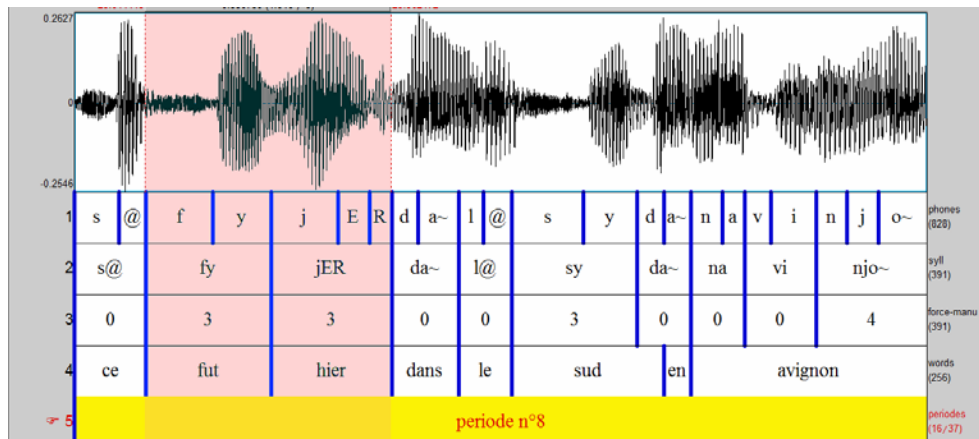 0.2627
0
-0.2546
1 s @ f y j E R d a~ l @ s y d a~ n a v i n j o~ phones (828)
2 s@ fy jER da~ l@ sy da~ na vi njo~ syll (391)
3 0 3 3 0 0 3 0 0 0 4 force-manu (391)
4 ce fut hier dans le sud en avignon words (256)
☞ 5 periode n°8 periodes (16/37)